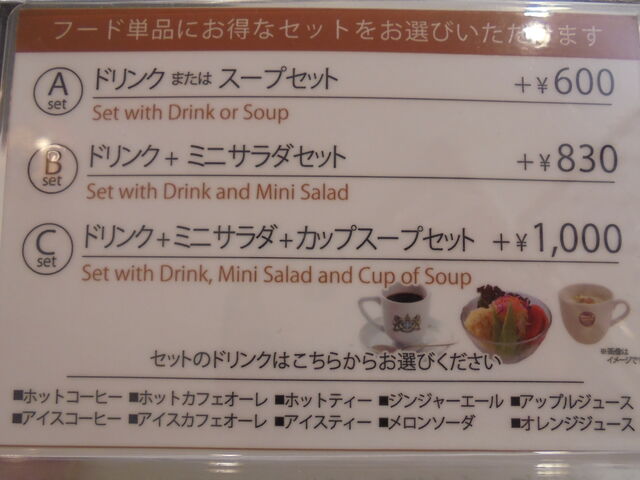 フード単品にお得なセットをお選びいただけます
A set ドリンク または スープセット +¥600
Set with Drink or Soup
B set ドリンク + ミニサラダセット +¥830
Set with Drink and Mini Salad
C set ドリンク+ミニサラダ+カップスープセット +¥1,000
Set with Drink, Mini Salad and Cup of Soup
※画像は
イメージで
セットのドリンクはこちらからお選びください
■ホットコーヒー ■ホットカフェオーレ ■ホットティー ■ジンジャーエール ■アップルジュース
■アイスコーヒー ■アイスカフェオーレ ■アイスティー ■メロンソーダ ■オレンジジュース